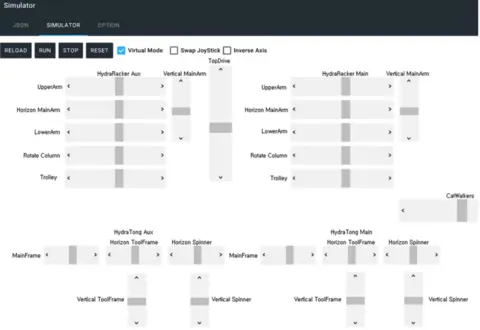 Simulator
JSON SIMULATOR OPTION
RELOAD RUN STOP RESET Virtual Mode Swap JoyStick Inverse Axis
TopDrive
HydraRacker Aux Vertical MainArm HydraRacker Main Vertical MainArm
UpperArm UpperArm
Horizon MainArm Horizon MainArm
LowerArm LowerArm
Rotate Column Rotate Column
Trolley Trolley
CatWalkers
HydraTong Aux HydraTong Main
Horizon ToolFrame Horizon Spinner Horizon ToolFrame Horizon Spinner
MainFrame MainFrame
Vertical ToolFrame Vertical Spinner Vertical ToolFrame Vertical Spinner